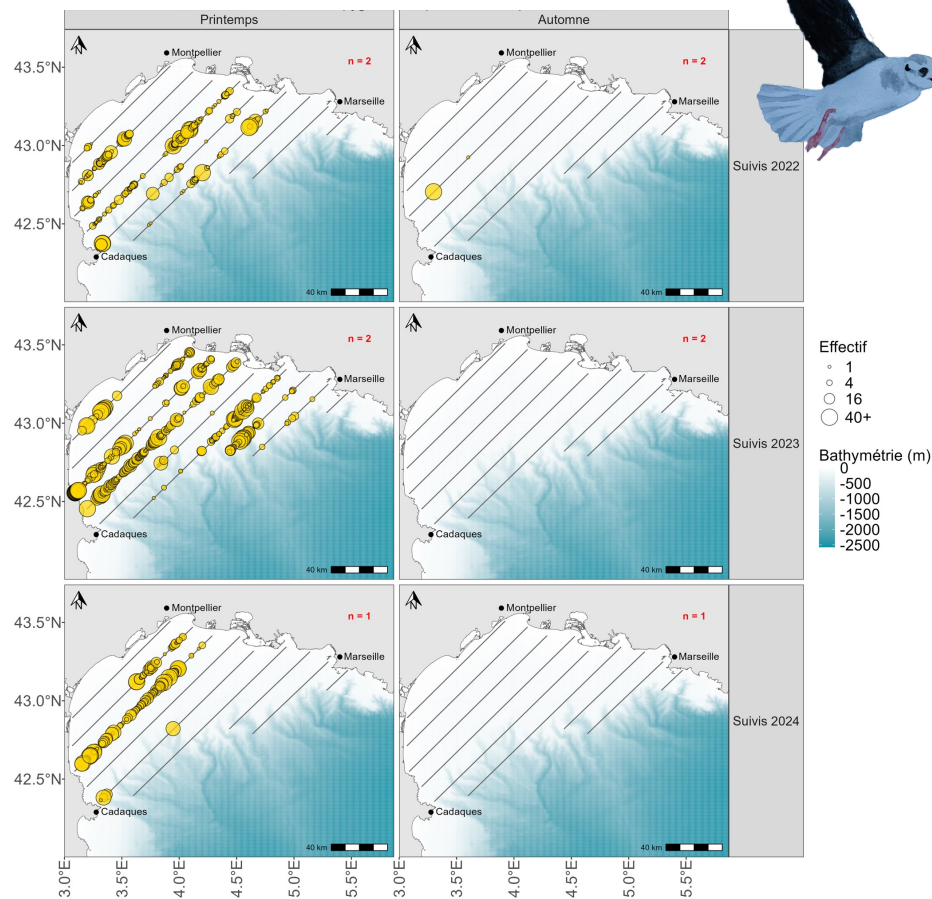 Printemps
Automne
N
Montpellier
n = 2
Marseille
Cadaques
40 km
43.5°N
43.0°N
42.5°N
N
Montpellier
n = 2
Marseille
Cadaques
40 km
Suivis 2022
N
Montpellier
n = 2
Marseille
Cadaques
40 km
43.5°N
43.0°N
42.5°N
N
Montpellier
n = 2
Marseille
Cadaques
40 km
Suivis 2023
N
Montpellier
n = 1
Marseille
Cadaques
40 km
43.5°N
43.0°N
42.5°N
N
Montpellier
n = 1
Marseille
Cadaques
40 km
Suivis 2024
3.0°E
3.5°E
4.0°E
4.5°E
5.0°E
5.5°E
3.0°E
3.5°E
4.0°E
4.5°E
5.0°E
5.5°E
Effectif
1
4
16
40+
Bathymétrie (m)
0
-500
-1000
-1500
-2000
-2500